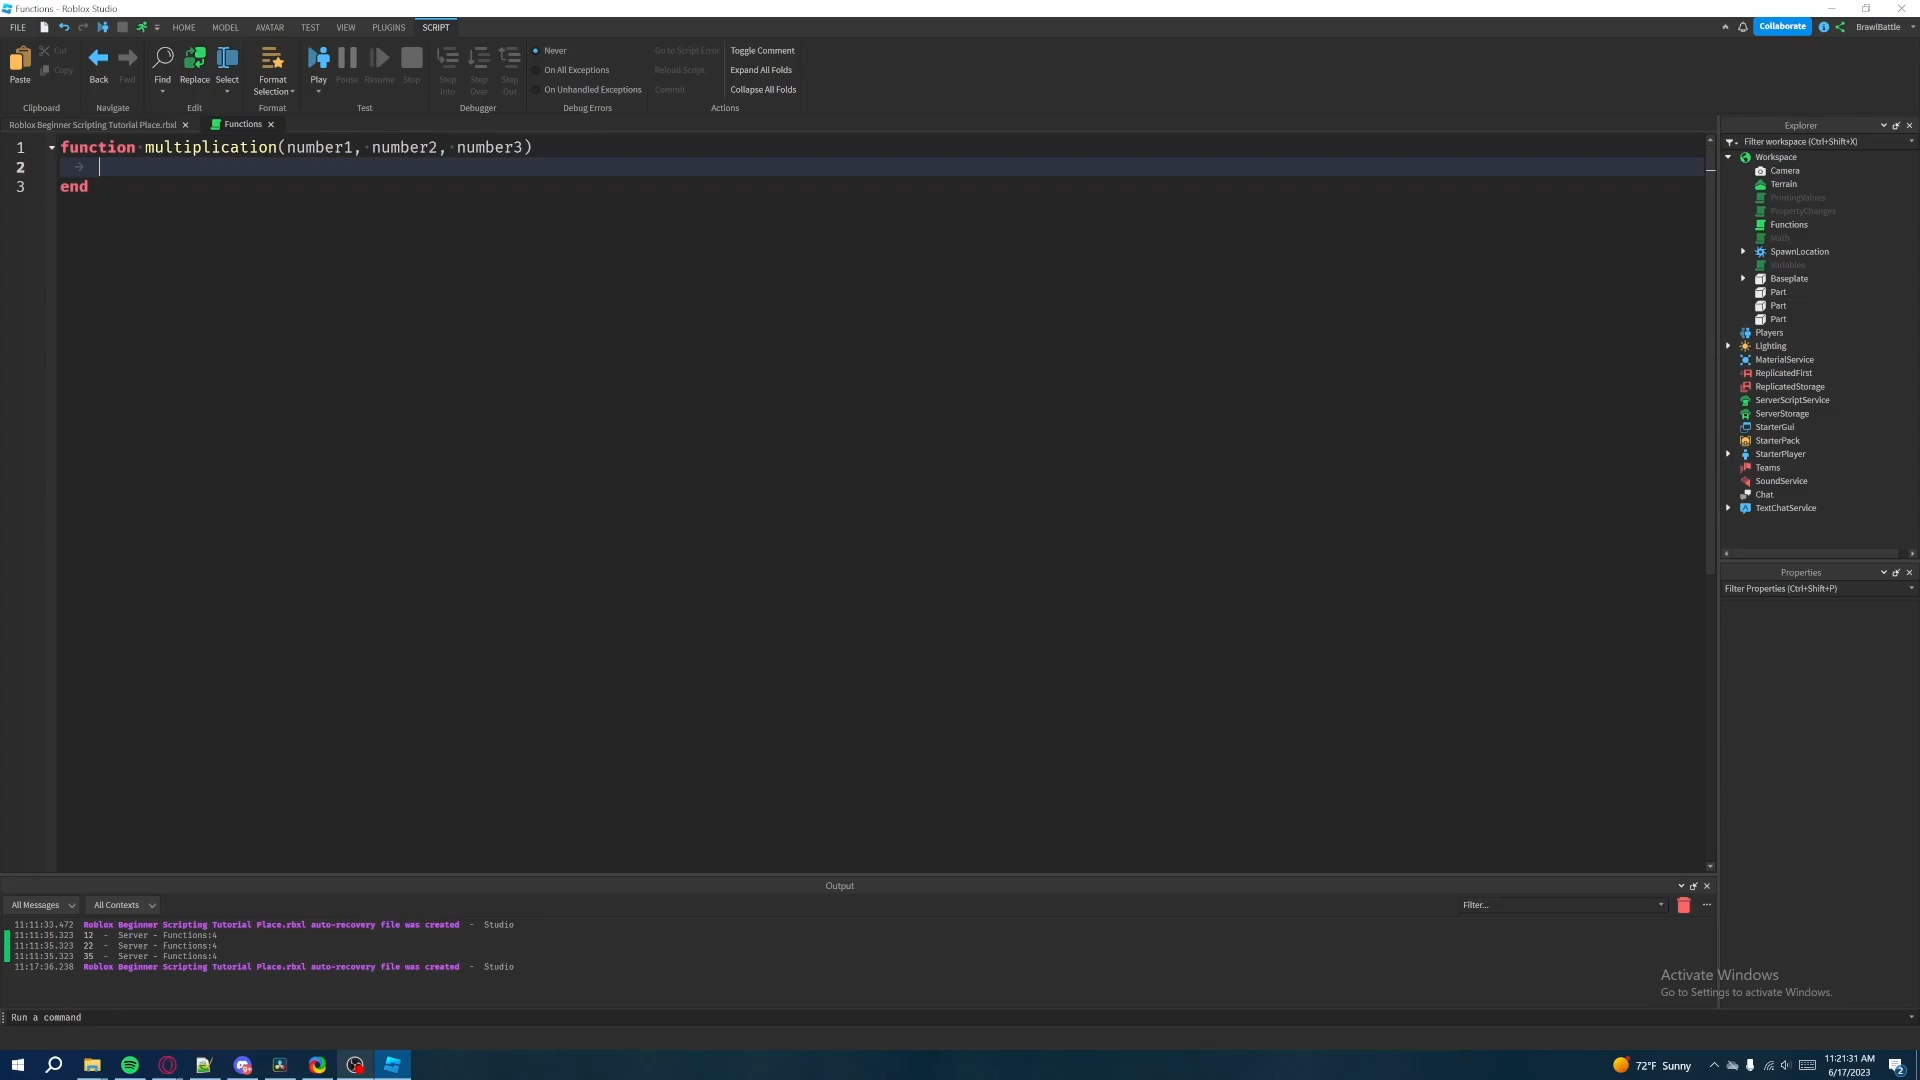 Functions - Roblox Studio
FILE HOME MODEL AVATAR TEST VIEW PLUGINS SCRIPT Collaborate BrawlBattle
Paste Cut Copy Clipboard
Back Fwd Navigate
Find Replace Select Edit
Format Selection Format
Play Pause Resume Stop Test
Step Into Step Over Step Out Debugger
Never
On All Exceptions
On Unhandled Exceptions
Debug Errors
Go to Script Error
Reload Script
Commit
Toggle Comment
Expand All Folds
Collapse All Folds
Actions
Roblox Beginner Scripting Tutorial Place.rbxl Functions
1 function multiplication(number1, number2, number3)
2
3 end
Explorer
Filter workspace (Ctrl+Shift+X)
Workspace
Camera
Terrain
PrintingValues
PropertyChanges
Functions
Math
SpawnLocation
Variables
Baseplate
Part
Part
Part
Players
Lighting
MaterialService
ReplicatedFirst
ReplicatedStorage
ServerScriptService
ServerStorage
StarterGui
StarterPack
StarterPlayer
Teams
SoundService
Chat
TextChatService
Properties
Filter Properties (Ctrl+Shift+P)
Output
All Messages All Contexts Filter...
11:11:33.472 Roblox Beginner Scripting Tutorial Place.rbxl auto-recovery file was created - Studio
11:11:35.323 12 - Server - Functions:4
11:11:35.323 22 - Server - Functions:4
11:11:35.323 35 - Server - Functions:4
11:17:36.238 Roblox Beginner Scripting Tutorial Place.rbxl auto-recovery file was created - Studio
Activate Windows
Go to Settings to activate Windows.
Run a command
72°F Sunny
11:21:31 AM
6/17/2023
2